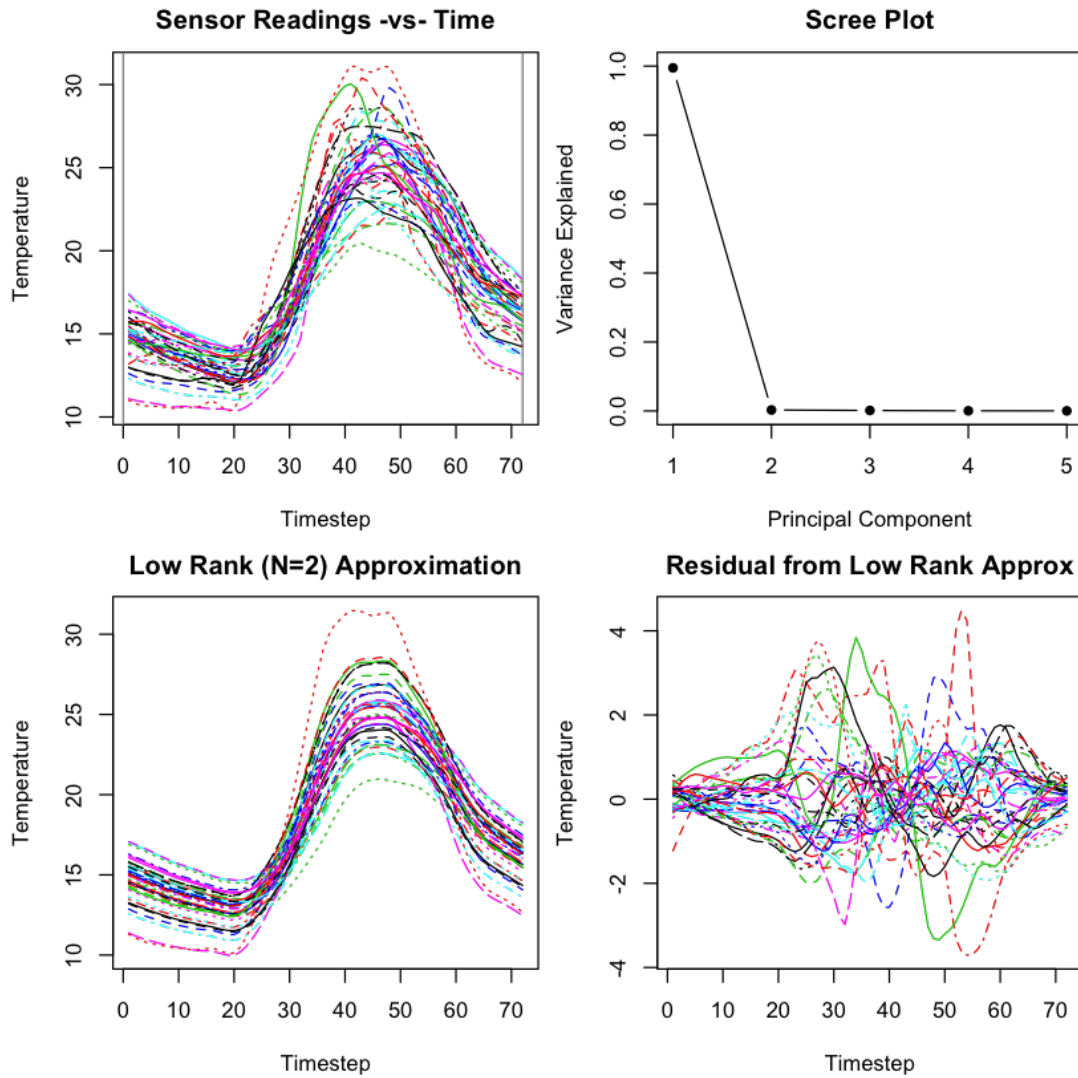 Sensor Readings -vs- Time
Temperature
30
25
20
15
10
0 10 20 30 40 50 60 70
Timestep
Scree Plot
Variance Explained
1.0
0.8
0.6
0.4
0.2
0.0
1 2 3 4 5
Principal Component
Low Rank (N=2) Approximation
Temperature
30
25
20
15
10
0 10 20 30 40 50 60 70
Timestep
Residual from Low Rank Approx
Temperature
4
2
0
-2
-4
0 10 20 30 40 50 60 70
Timestep